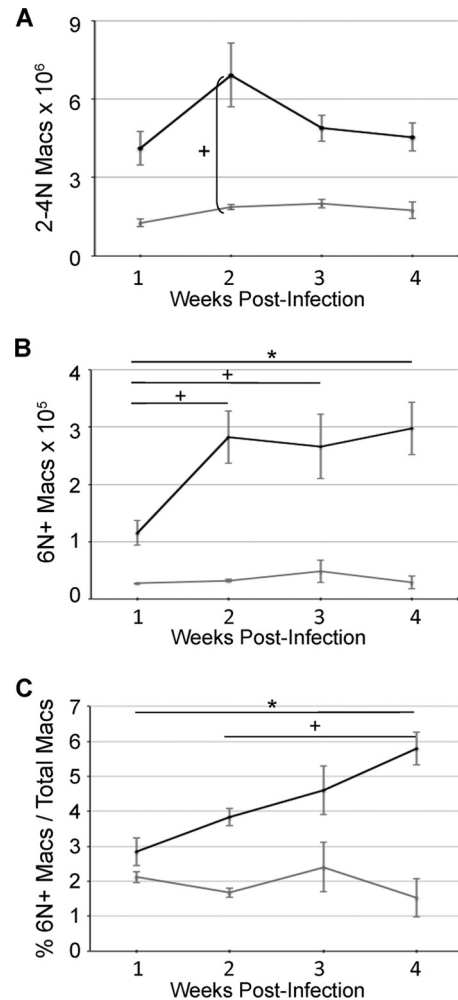 A
2-4N Macs x 10⁶
9
6
3
0
+
1 2 3 4
Weeks Post-Infection
B
6N+ Macs x 10⁵
*
+
+
4
3
2
1
0
1 2 3 4
Weeks Post-Infection
C
% 6N+ Macs / Total Macs
*
+
7
6
5
4
3
2
1
0
1 2 3 4
Weeks Post-Infection